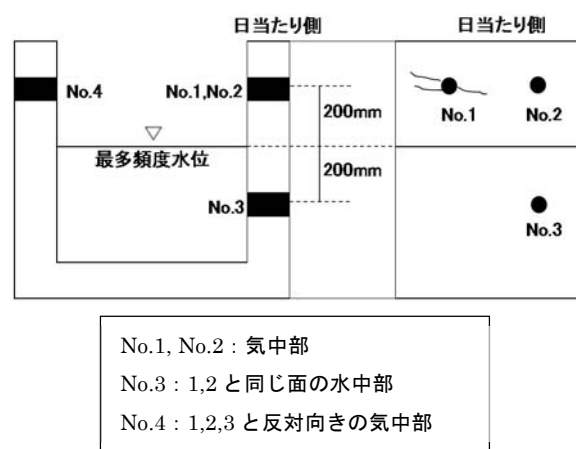 日当たり側
日当たり側
No.4
No.1,No.2
200mm
No.1
No.2
最多頻度水位
200mm
No.3
No.3
No.1, No.2：気中部
No.3：1,2 と同じ面の水中部
No.4：1,2,3 と反対向きの気中部